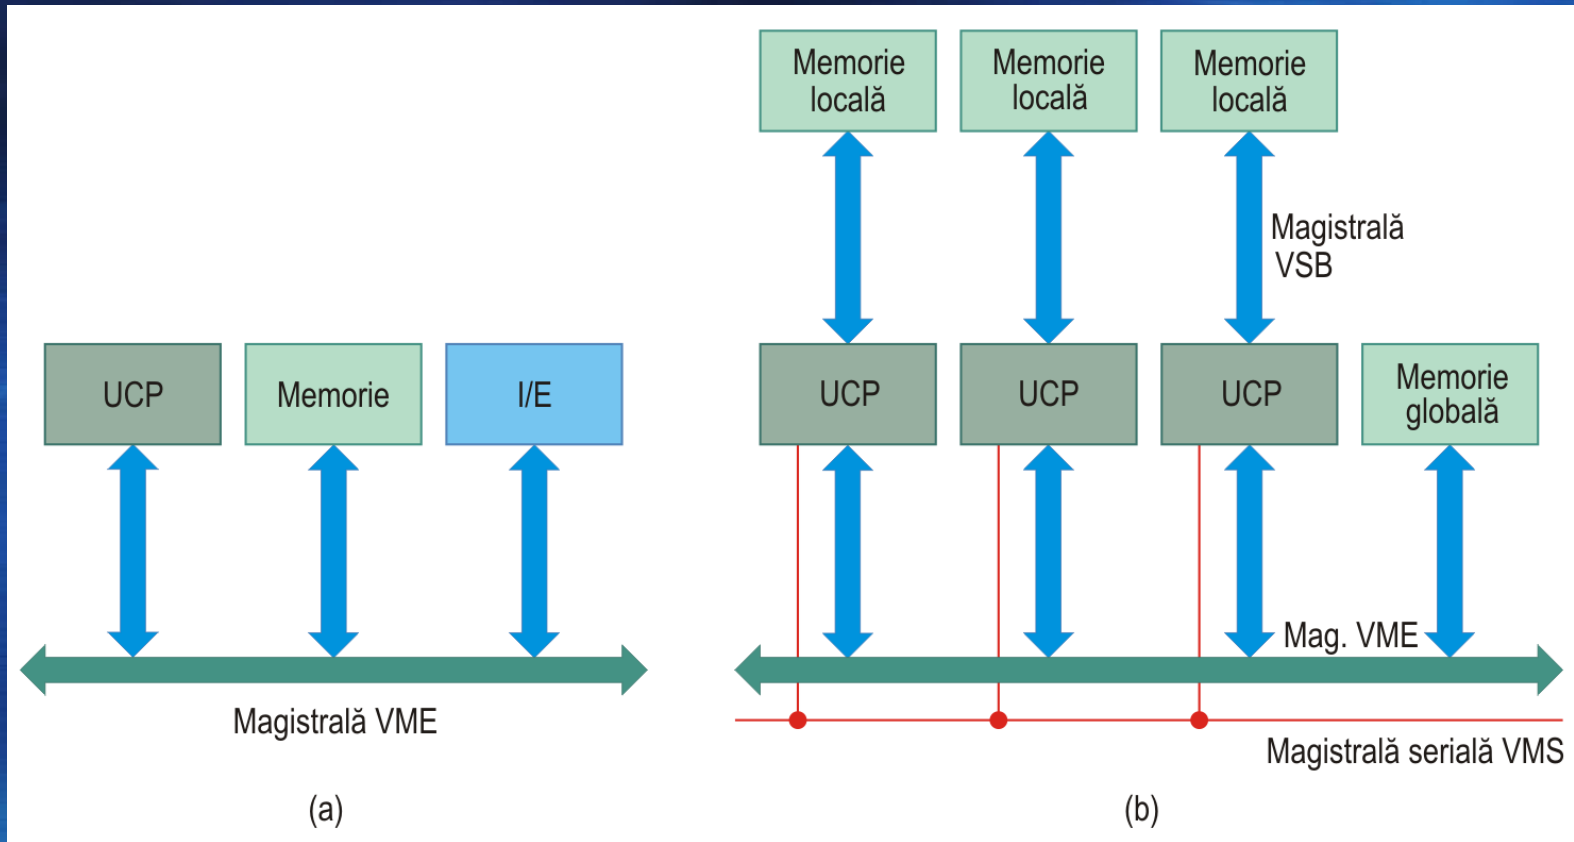 Memorie
locală
Memorie
locală
Memorie
locală
Magistrală
VSB
UCP
Memorie
I/E
UCP
UCP
UCP
Memorie
globală
Mag. VME
Magistrală VME
Magistrală serială VMS
(a)
(b)